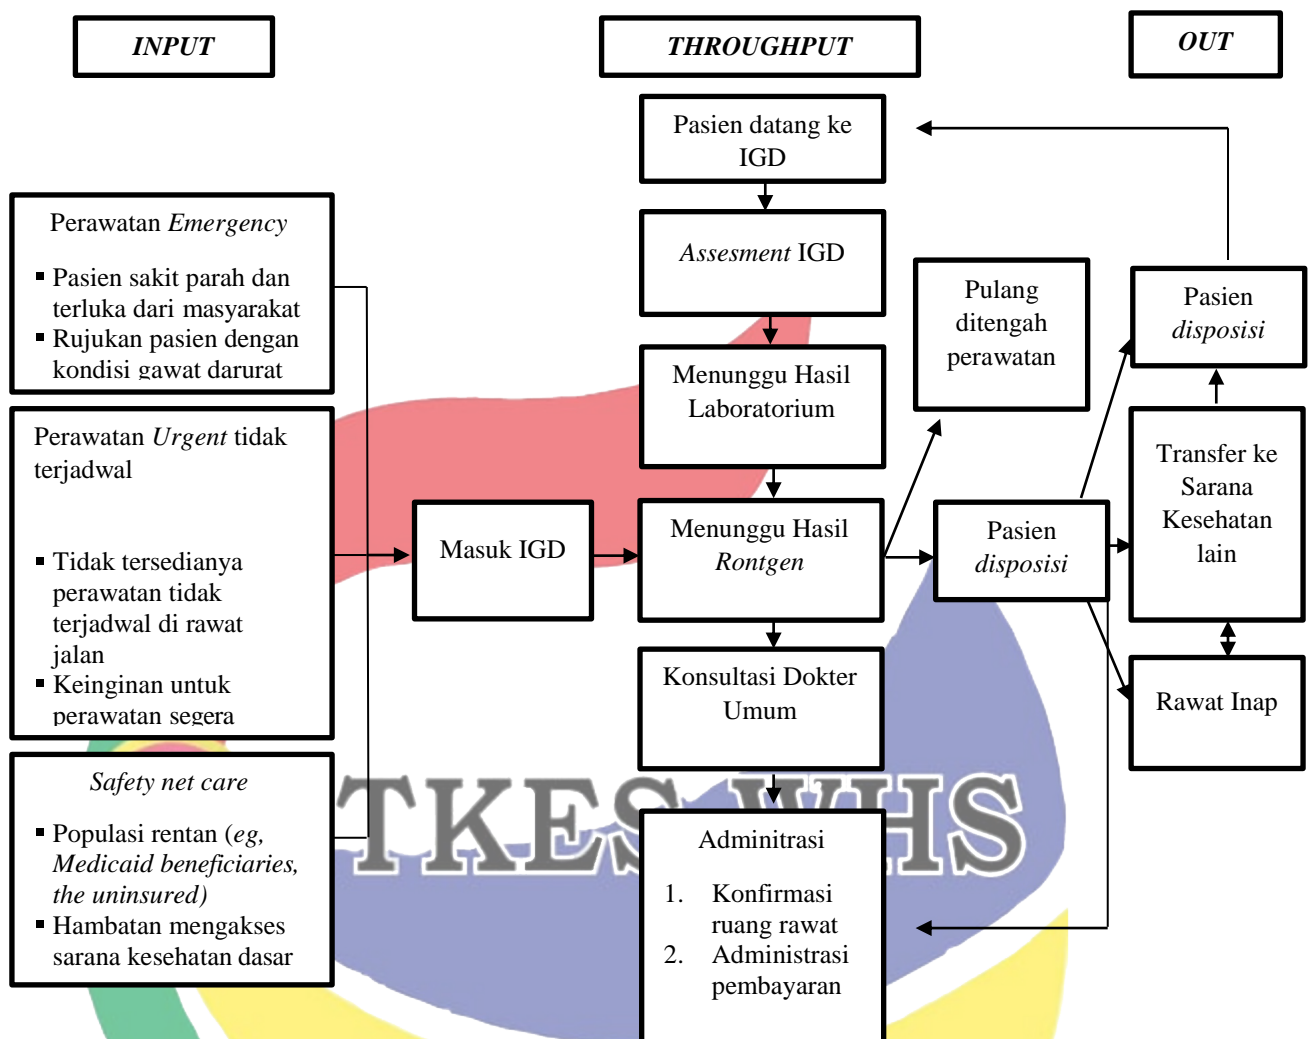 INPUT
THROUGHPUT
OUT
Perawatan Emergency
▪ Pasien sakit parah dan
terluka dari masyarakat
▪ Rujukan pasien dengan
kondisi gawat darurat
Perawatan Urgent tidak
terjadwal
▪ Tidak tersedianya
perawatan tidak
terjadwal di rawat
jalan
▪ Keinginan untuk
perawatan segera
Safety net care
▪ Populasi rentan (eg,
Medicaid beneficiaries,
the uninsured)
▪ Hambatan mengakses
sarana kesehatan dasar
Masuk IGD
Pasien datang ke
IGD
Assesment IGD
Menunggu Hasil
Laboratorium
Menunggu Hasil
Rontgen
Konsultasi Dokter
Umum
Adminitrasi
1. Konfirmasi
ruang rawat
2. Administrasi
pembayaran
Pulang
ditengah
perawatan
Pasien
disposisi
Pasien
disposisi
Transfer ke
Sarana
Kesehatan
lain
Rawat Inap
TKES WHS